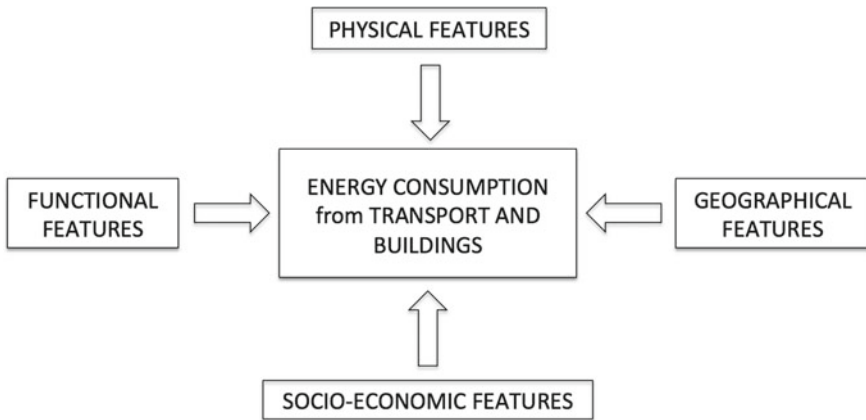 PHYSICAL FEATURES
FUNCTIONAL
FEATURES
ENERGY CONSUMPTION
from TRANSPORT AND
BUILDINGS
GEOGRAPHICAL
FEATURES
SOCIO-ECONOMIC FEATURES